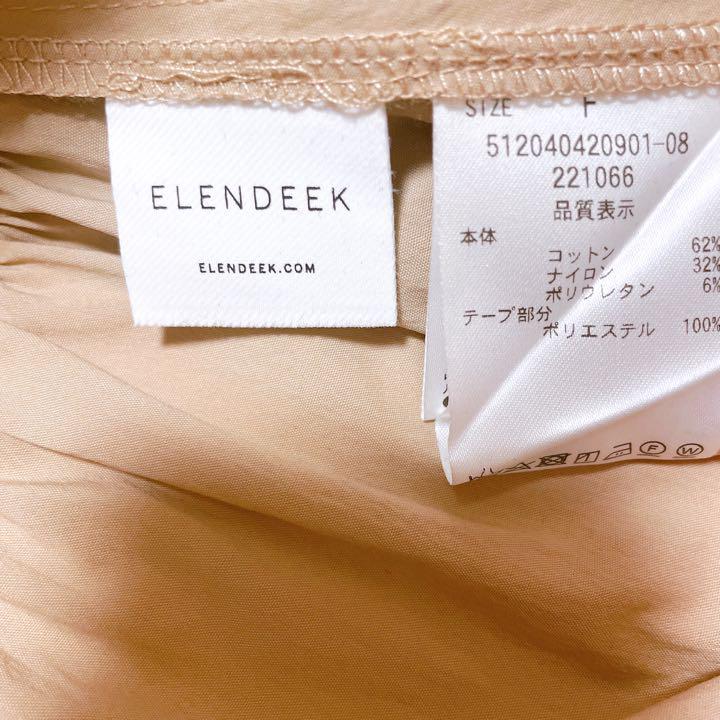 ELENDEEK
ELENDEEK.COM
SIZE F
512040420901-08
221066
品質表示
本体
コットン 62%
ナイロン 32%
ポリウレタン 6%
テープ部分
ポリエステル 100%
F W